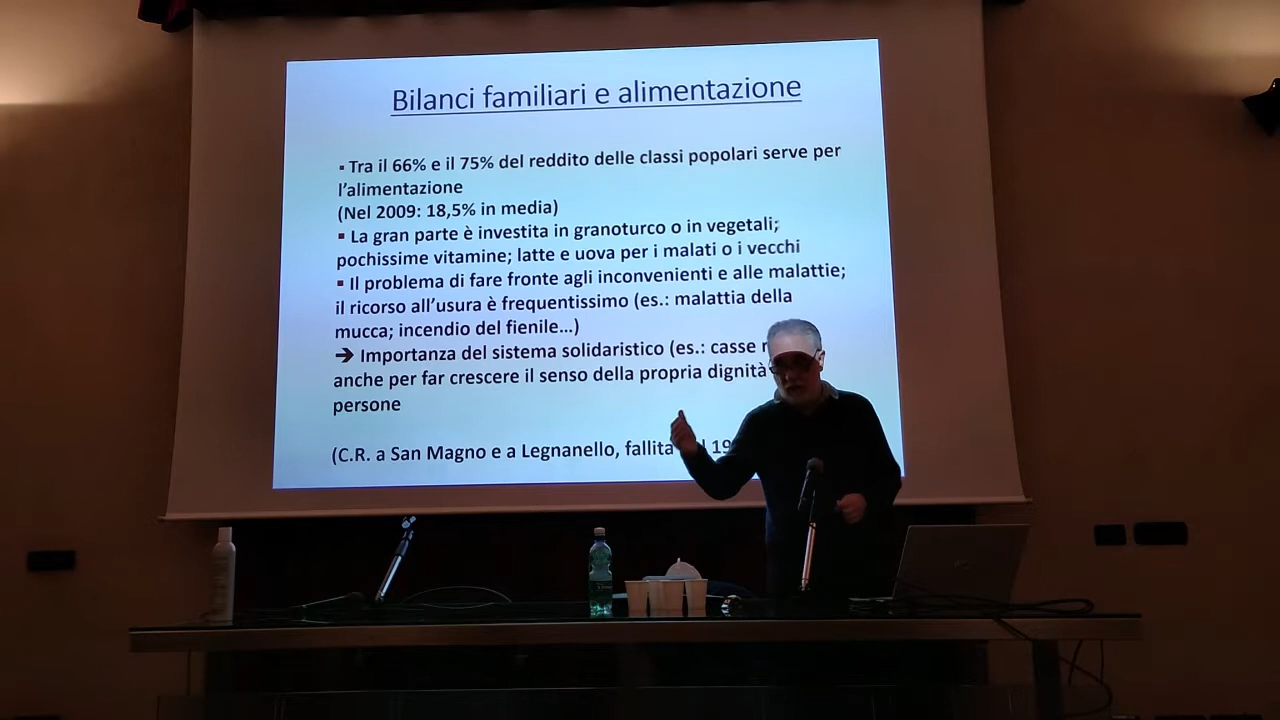 Bilanci familiari e alimentazione
▪ Tra il 66% e il 75% del reddito delle classi popolari serve per
l'alimentazione
(Nel 2009: 18,5% in media)
▪ La gran parte è investita in granoturco o in vegetali;
pochissime vitamine; latte e uova per i malati o i vecchi
▪ Il problema di fare fronte agli inconvenienti e alle malattie;
il ricorso all'usura è frequentissimo (es.: malattia della
mucca; incendio del fienile…)
➔ Importanza del sistema solidaristico (es.: casse
anche per far crescere il senso della propria dignità
persone
(C.R. a San Magno e a Legnanello, fallita